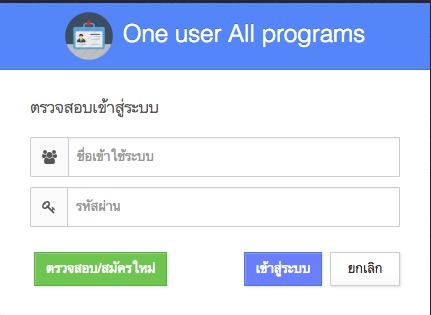 One user All programs
ตรวจสอบเข้าสู่ระบบ
ชื่อเข้าใช้ระบบ
รหัสผ่าน
ตรวจสอบ/สมัครใหม่ เข้าสู่ระบบ ยกเลิก